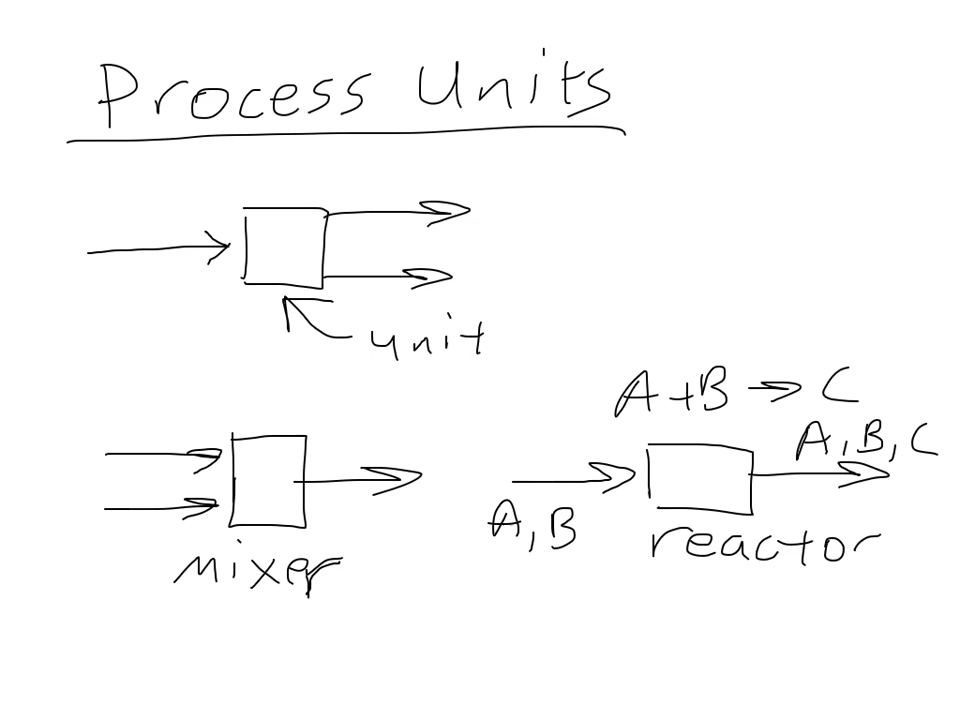 Process Units
unit
A+B → C
A, B, C
A, B
mixer
reactor